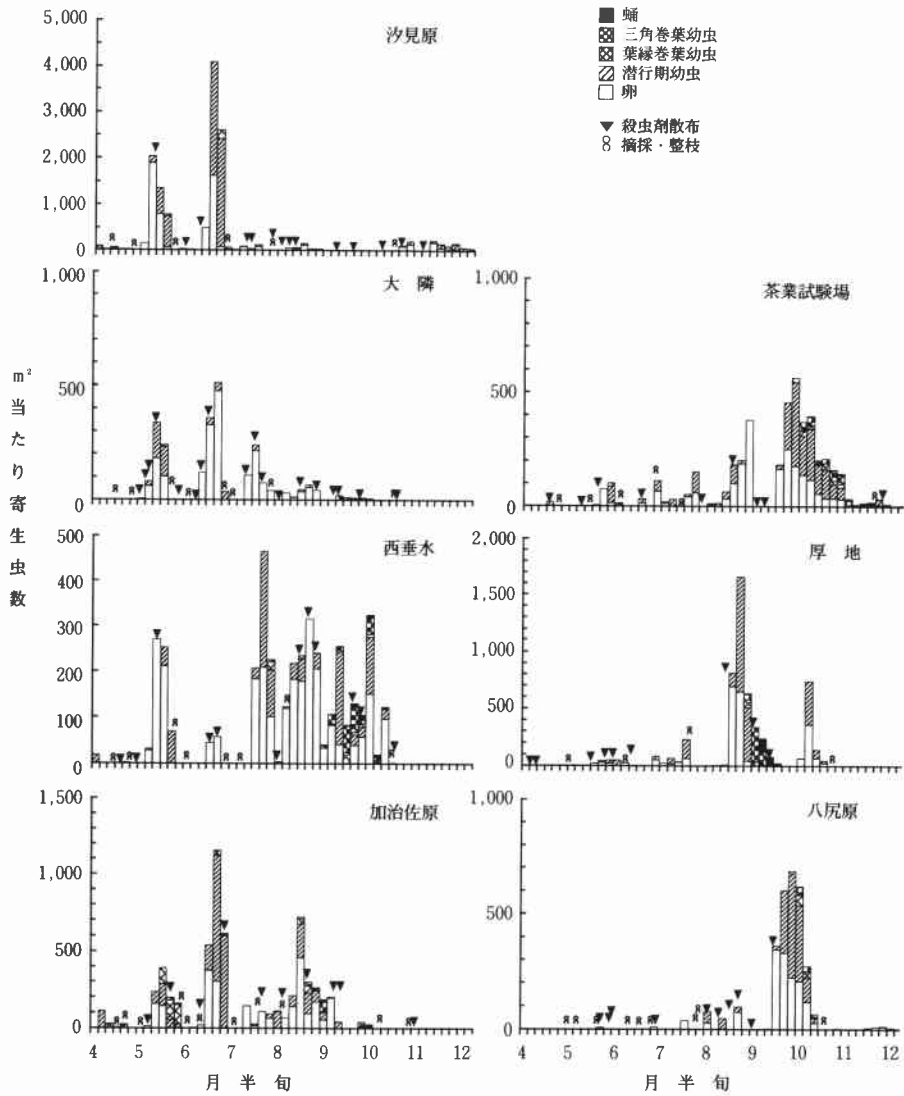 蛹
三角巻葉幼虫
葉縁巻葉幼虫
潜行期幼虫
卵
殺虫剤散布
摘採・整枝
汐見原
5,000
4,000
3,000
2,000
1,000
0
大 隣
1,000
500
0
茶業試験場
1,000
500
0
m²当たり寄生虫数
西垂水
500
400
300
200
100
0
厚 地
2,000
1,500
1,000
500
0
加治佐原
1,500
1,000
500
0
4 5 6 7 8 9 10 11 12
月 半 旬
八尻原
1,000
500
0
4 5 6 7 8 9 10 11 12
月 半 旬